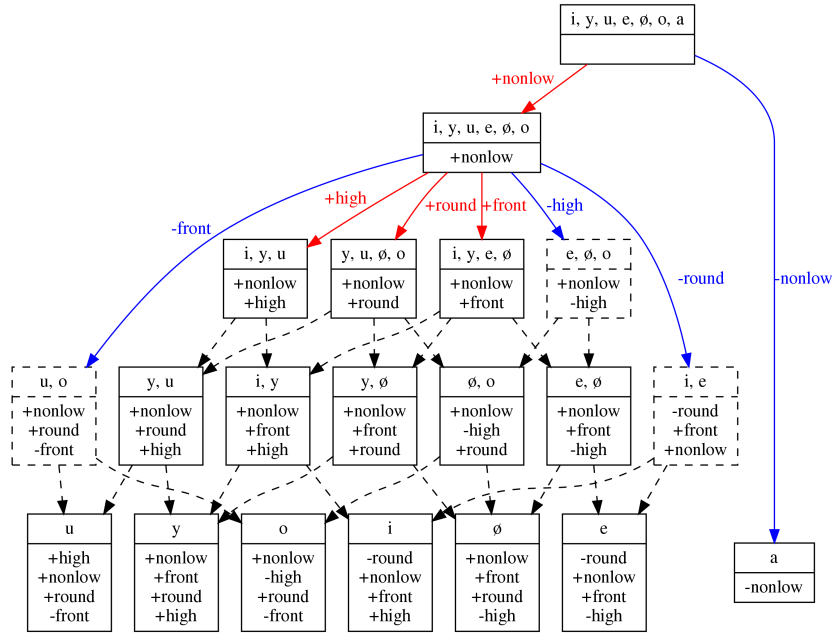 i, y, u, e, ø, o, a
+nonlow
i, y, u, e, ø, o
+nonlow
-front
+high
+round
+front
-high
-round
-nonlow
i, y, u
+nonlow
+high
y, u, ø, o
+nonlow
+round
i, y, e, ø
+nonlow
+front
e, ø, o
+nonlow
-high
u, o
+nonlow
+round
-front
y, u
+nonlow
+round
+high
i, y
+nonlow
+front
+high
y, ø
+nonlow
+front
+round
ø, o
+nonlow
-high
+round
e, ø
+nonlow
+front
-high
i, e
-round
+front
+nonlow
u
+high
+nonlow
+round
-front
y
+nonlow
+front
+round
+high
o
+nonlow
-high
+round
-front
i
-round
+nonlow
+front
+high
ø
+nonlow
+front
+round
-high
e
-round
+nonlow
+front
-high
a
-nonlow